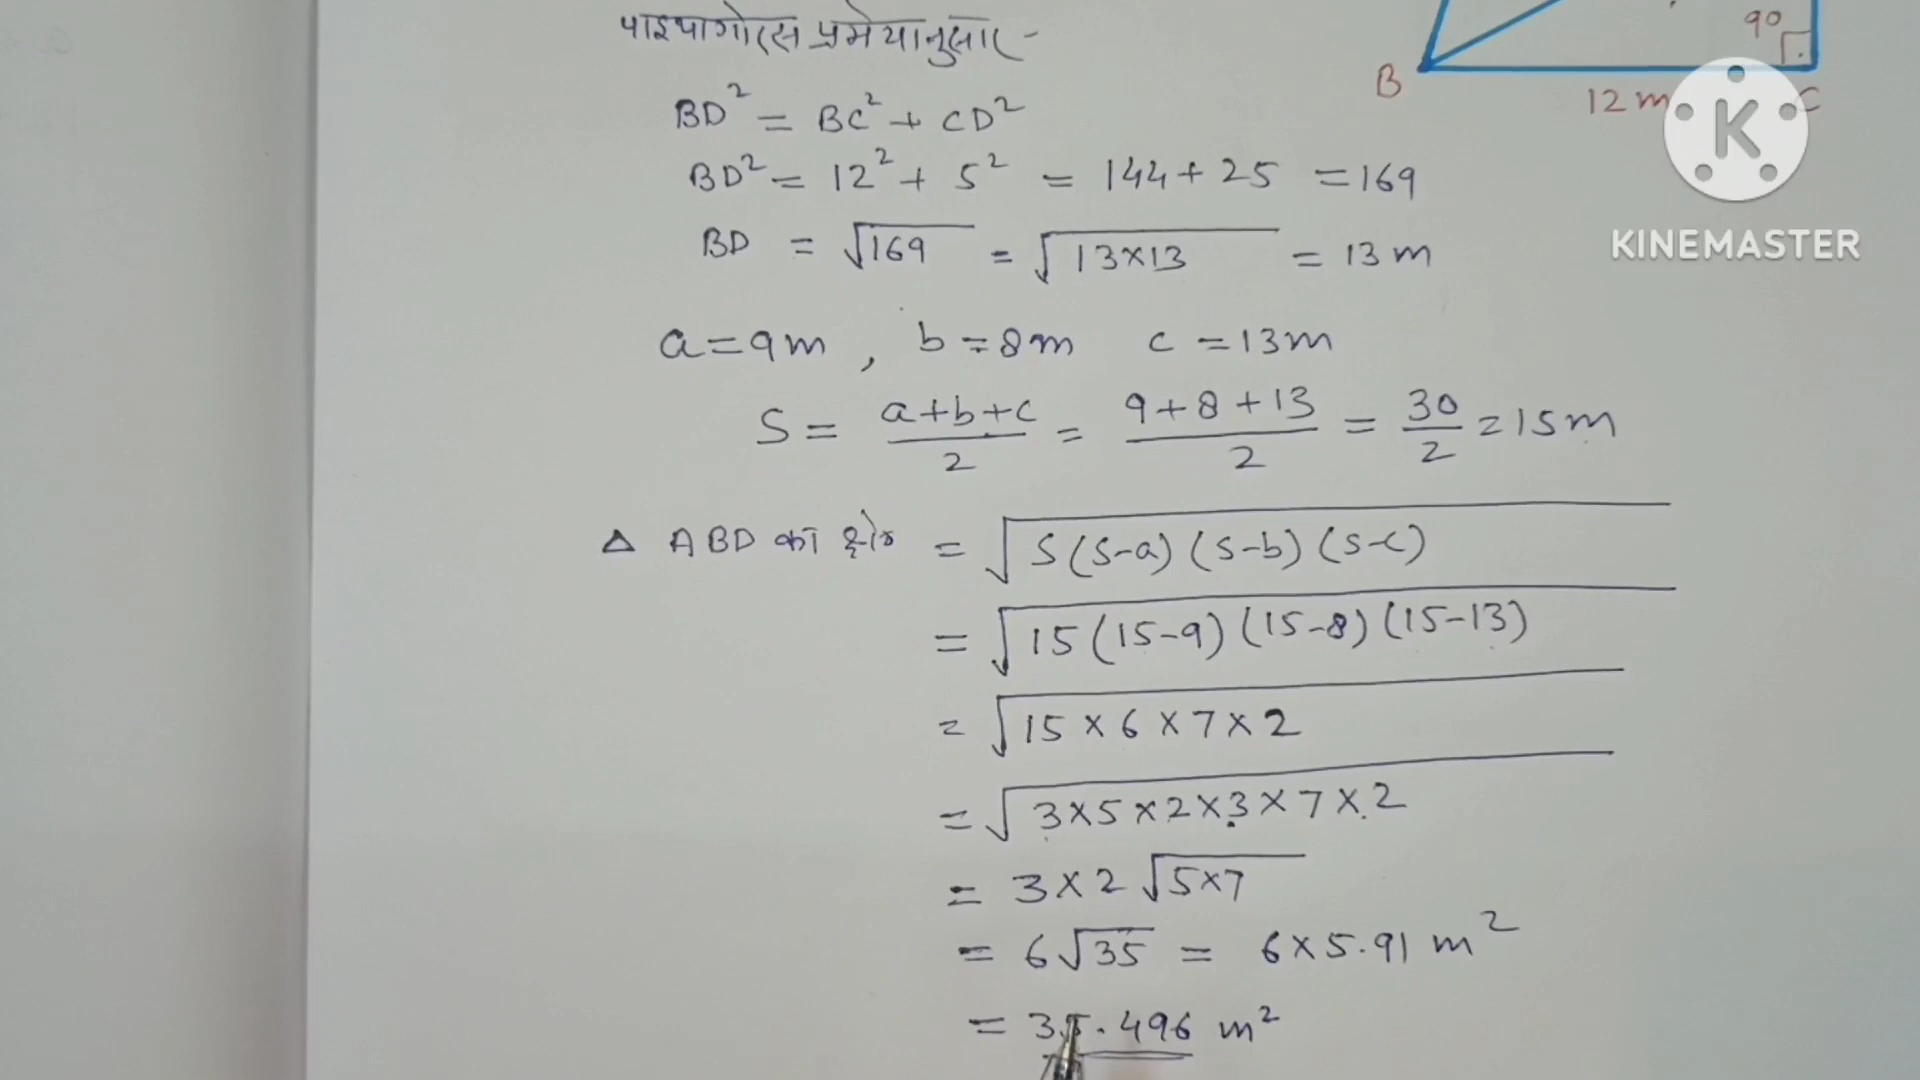 पाइथागोरस प्रमेयानुसार -
90
B
12 m
C
K
KINEMASTER
BD² = BC² + CD²
BD² = 12² + 5² = 144 + 25 = 169
BD = √169 = √13×13 = 13 m
a = 9m , b = 8m c = 13m
S = a+b+c/2 = 9+8+13/2 = 30/2 = 15m
△ ABD का क्षे० = √S(S-a)(S-b)(S-c)
= √15(15-9)(15-8)(15-13)
= √15 × 6 × 7 × 2
= √3×5×2×3×7×2
= 3×2 √5×7
= 6√35 = 6×5.91 m²
= 35.496 m²